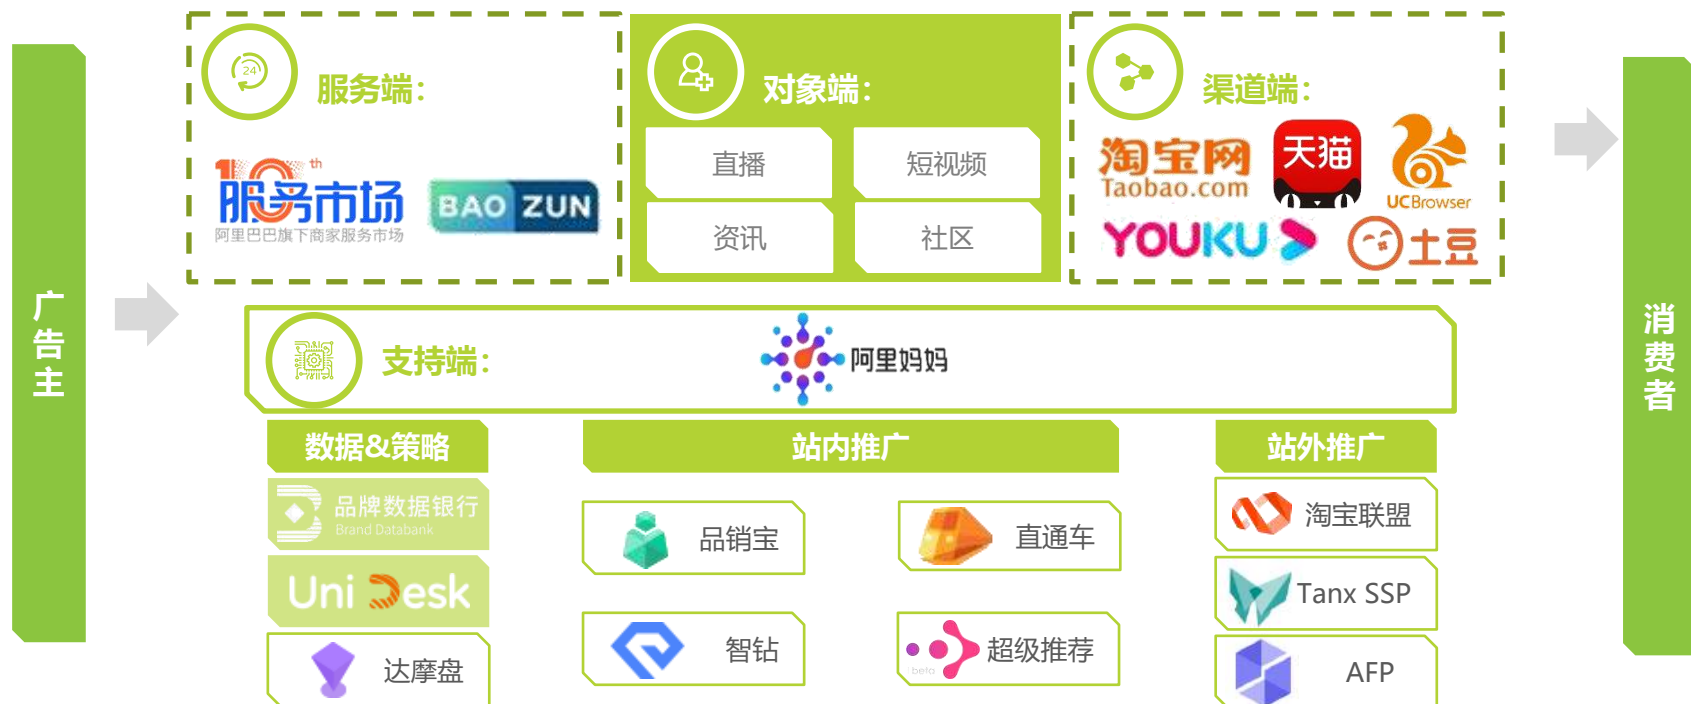 广告主
服务端：
24
10th
服务市场
阿里巴巴旗下商家服务市场
BAOZUN
对象端：
直播
短视频
资讯
社区
渠道端：
淘宝网
Taobao.com
天猫
UCBrowser
YOUKU
土豆
支持端：
阿里妈妈
数据&策略
品牌数据银行
Brand Databank
Uni Desk
达摩盘
站内推广
品销宝
直通车
智钻
超级推荐
beta
站外推广
淘宝联盟
Tanx SSP
AFP
消费者